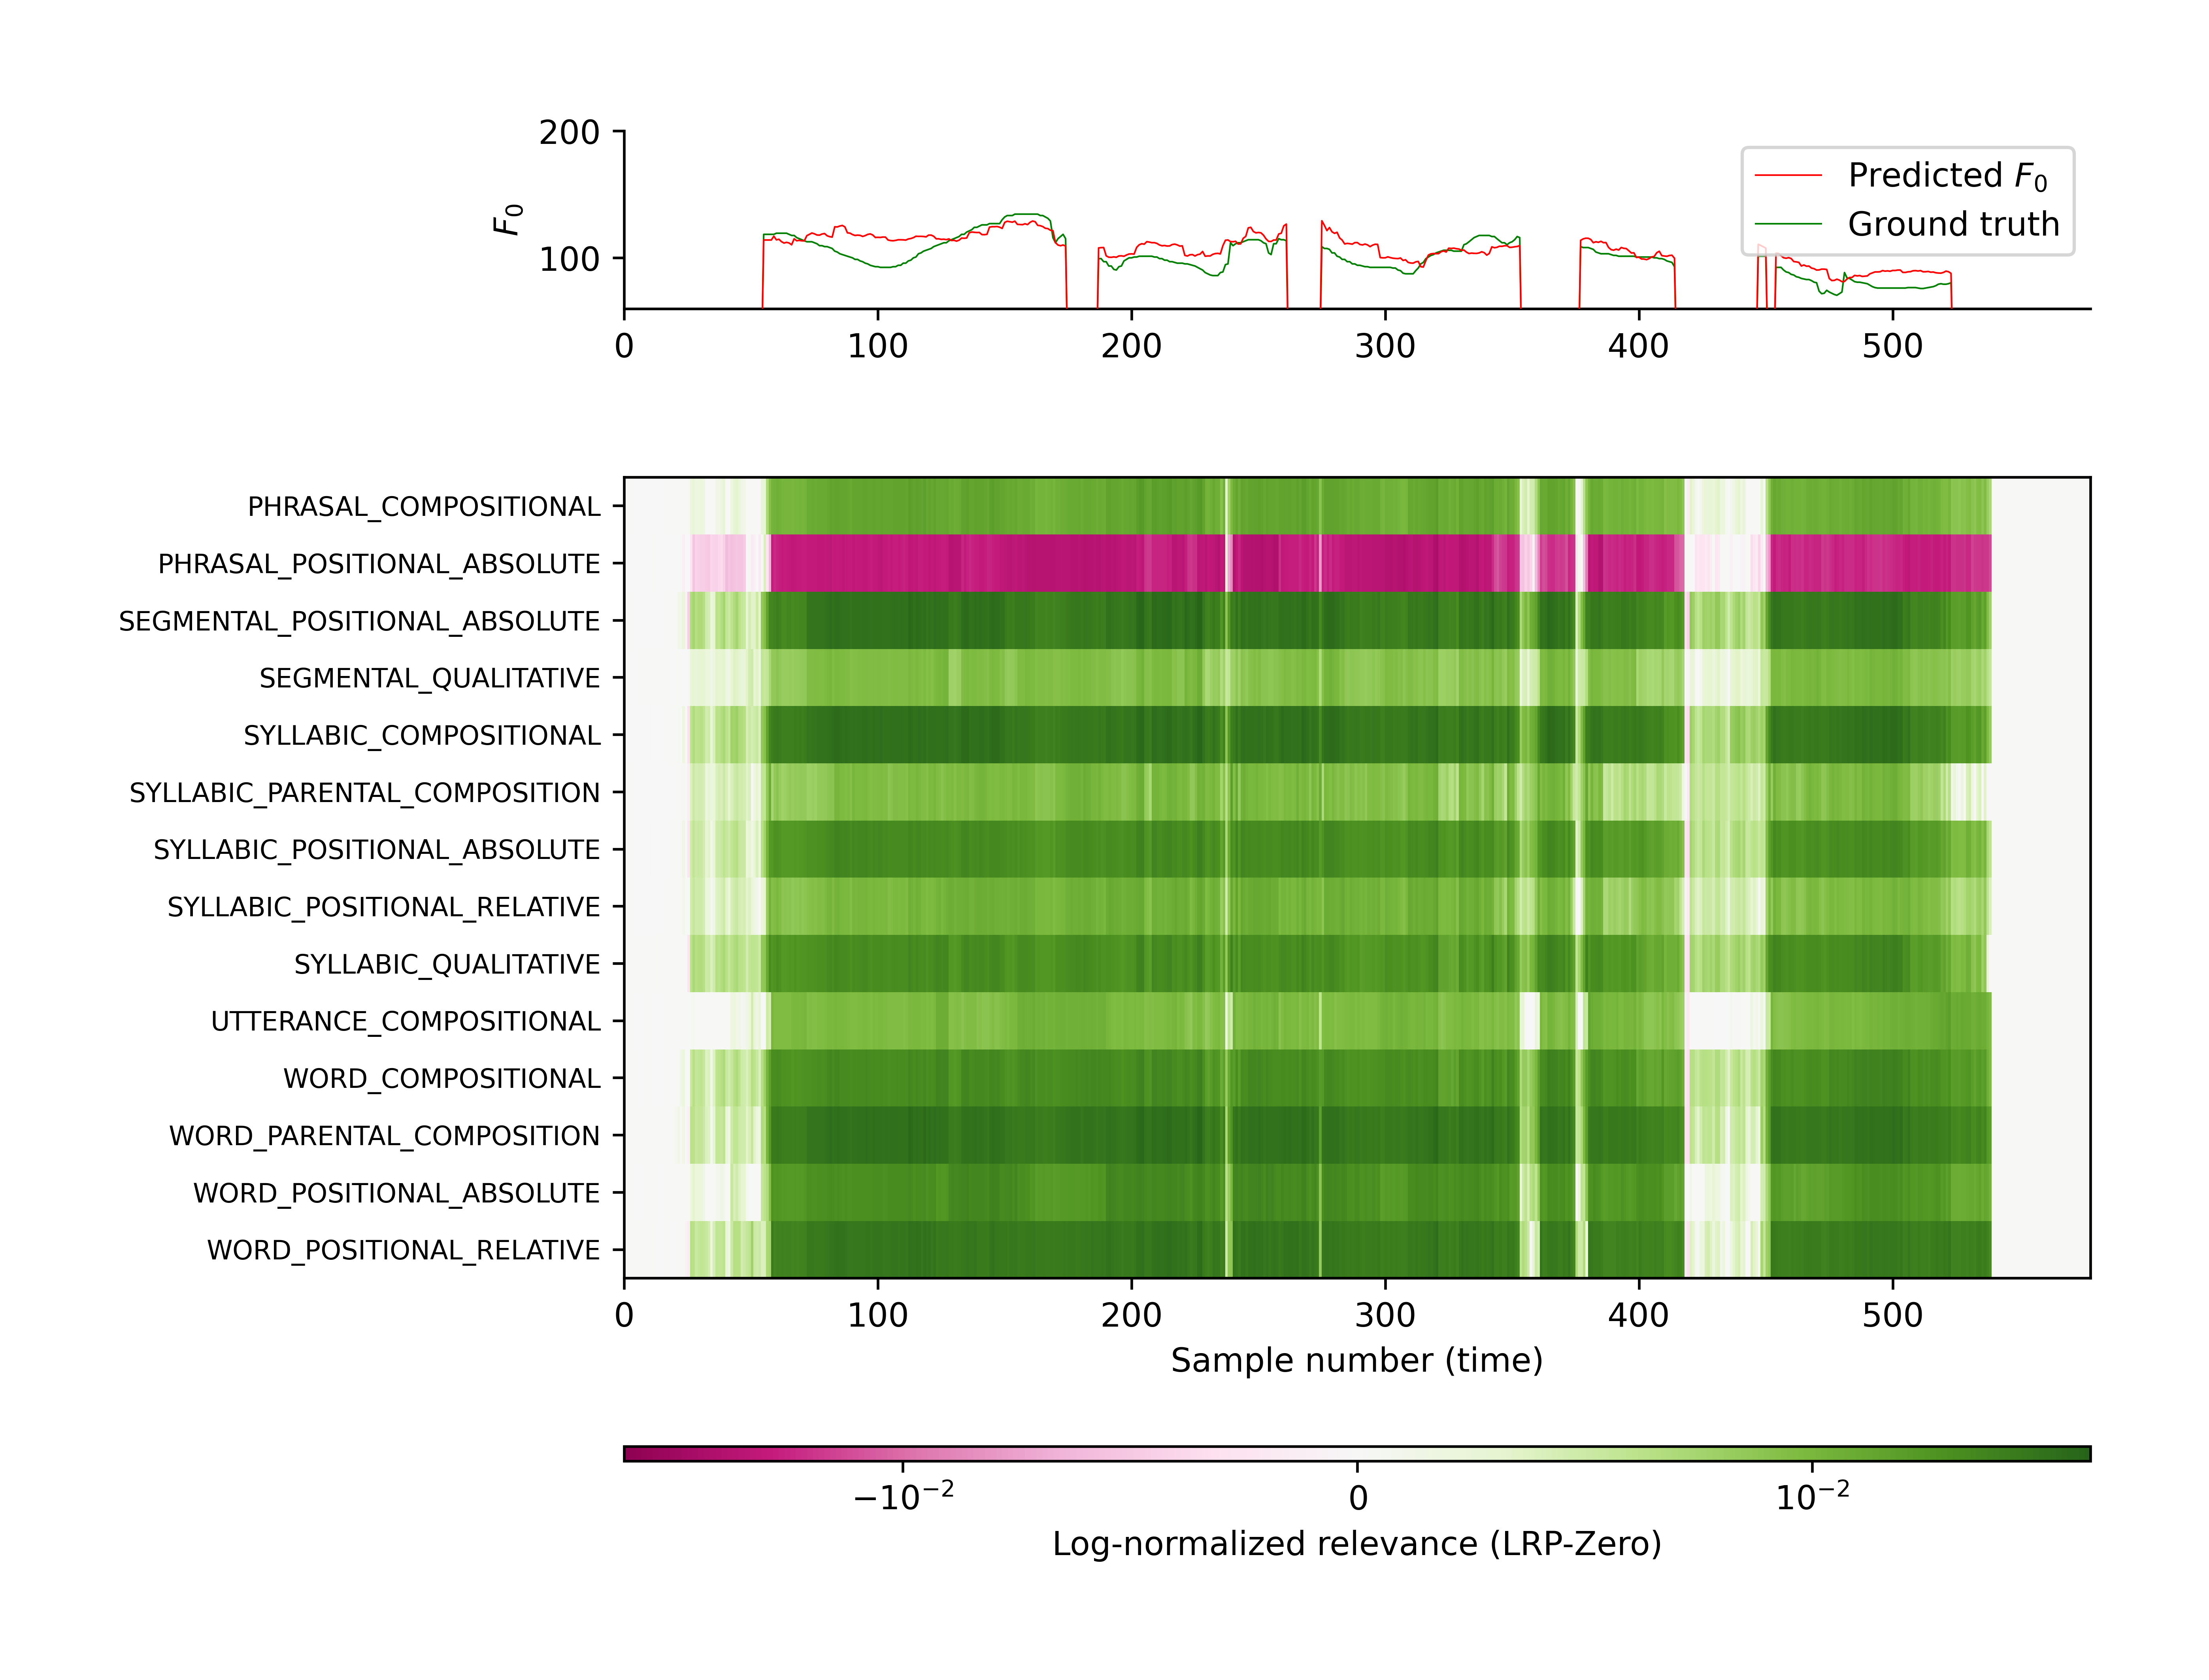 200
100
F₀
Predicted F₀
Ground truth
0 100 200 300 400 500
PHRASAL_COMPOSITIONAL
PHRASAL_POSITIONAL_ABSOLUTE
SEGMENTAL_POSITIONAL_ABSOLUTE
SEGMENTAL_QUALITATIVE
SYLLABIC_COMPOSITIONAL
SYLLABIC_PARENTAL_COMPOSITION
SYLLABIC_POSITIONAL_ABSOLUTE
SYLLABIC_POSITIONAL_RELATIVE
SYLLABIC_QUALITATIVE
UTTERANCE_COMPOSITIONAL
WORD_COMPOSITIONAL
WORD_PARENTAL_COMPOSITION
WORD_POSITIONAL_ABSOLUTE
WORD_POSITIONAL_RELATIVE
0 100 200 300 400 500
Sample number (time)
−10⁻² 0 10⁻²
Log-normalized relevance (LRP-Zero)